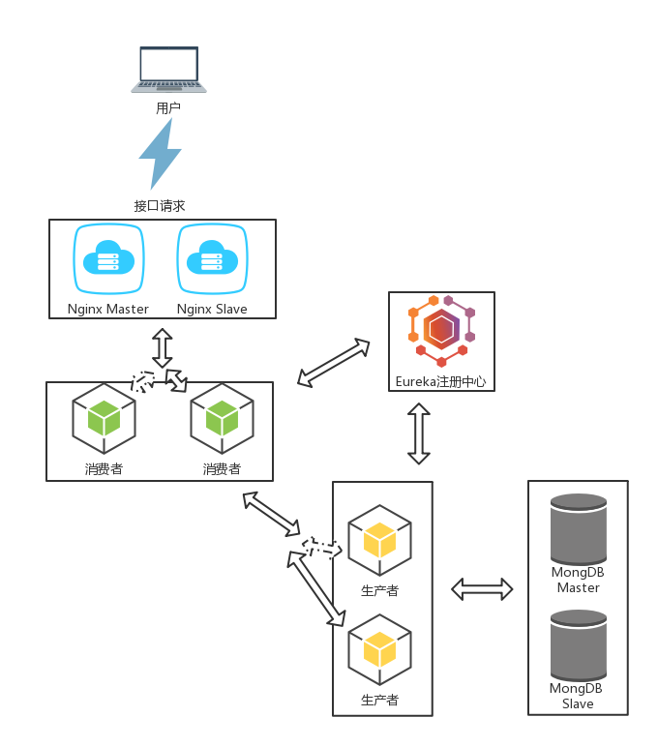 用户
接口请求
Nginx Master
Nginx Slave
Eureka注册中心
消费者
消费者
生产者
生产者
MongDB
Master
MongDB
Slave